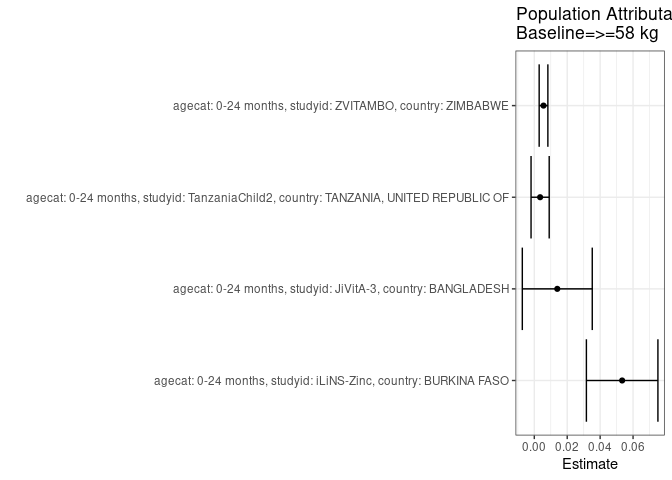 Population Attributa
Baseline=>=58 kg
agecat: 0-24 months, studyid: ZVITAMBO, country: ZIMBABWE
agecat: 0-24 months, studyid: TanzaniaChild2, country: TANZANIA, UNITED REPUBLIC OF
agecat: 0-24 months, studyid: JiVitA-3, country: BANGLADESH
agecat: 0-24 months, studyid: iLiNS-Zinc, country: BURKINA FASO
0.00 0.02 0.04 0.06
Estimate